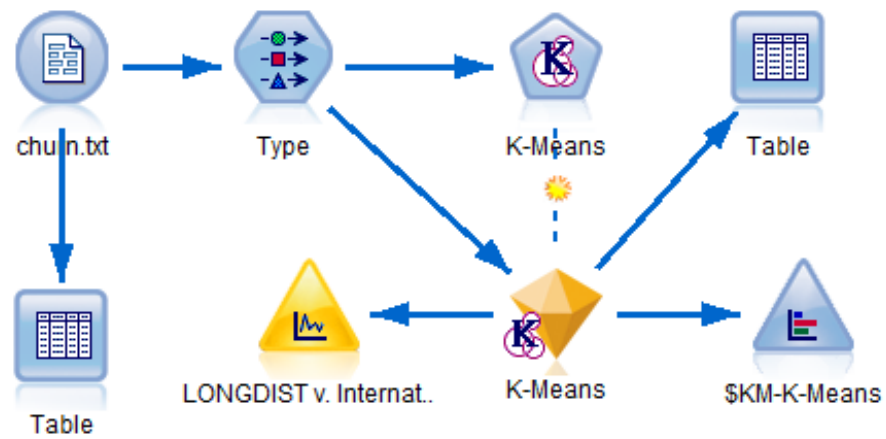 churn.txt
Type
K
K-Means
Table
Table
LONGDIST v. Internat..
K
K-Means
$KM-K-Means